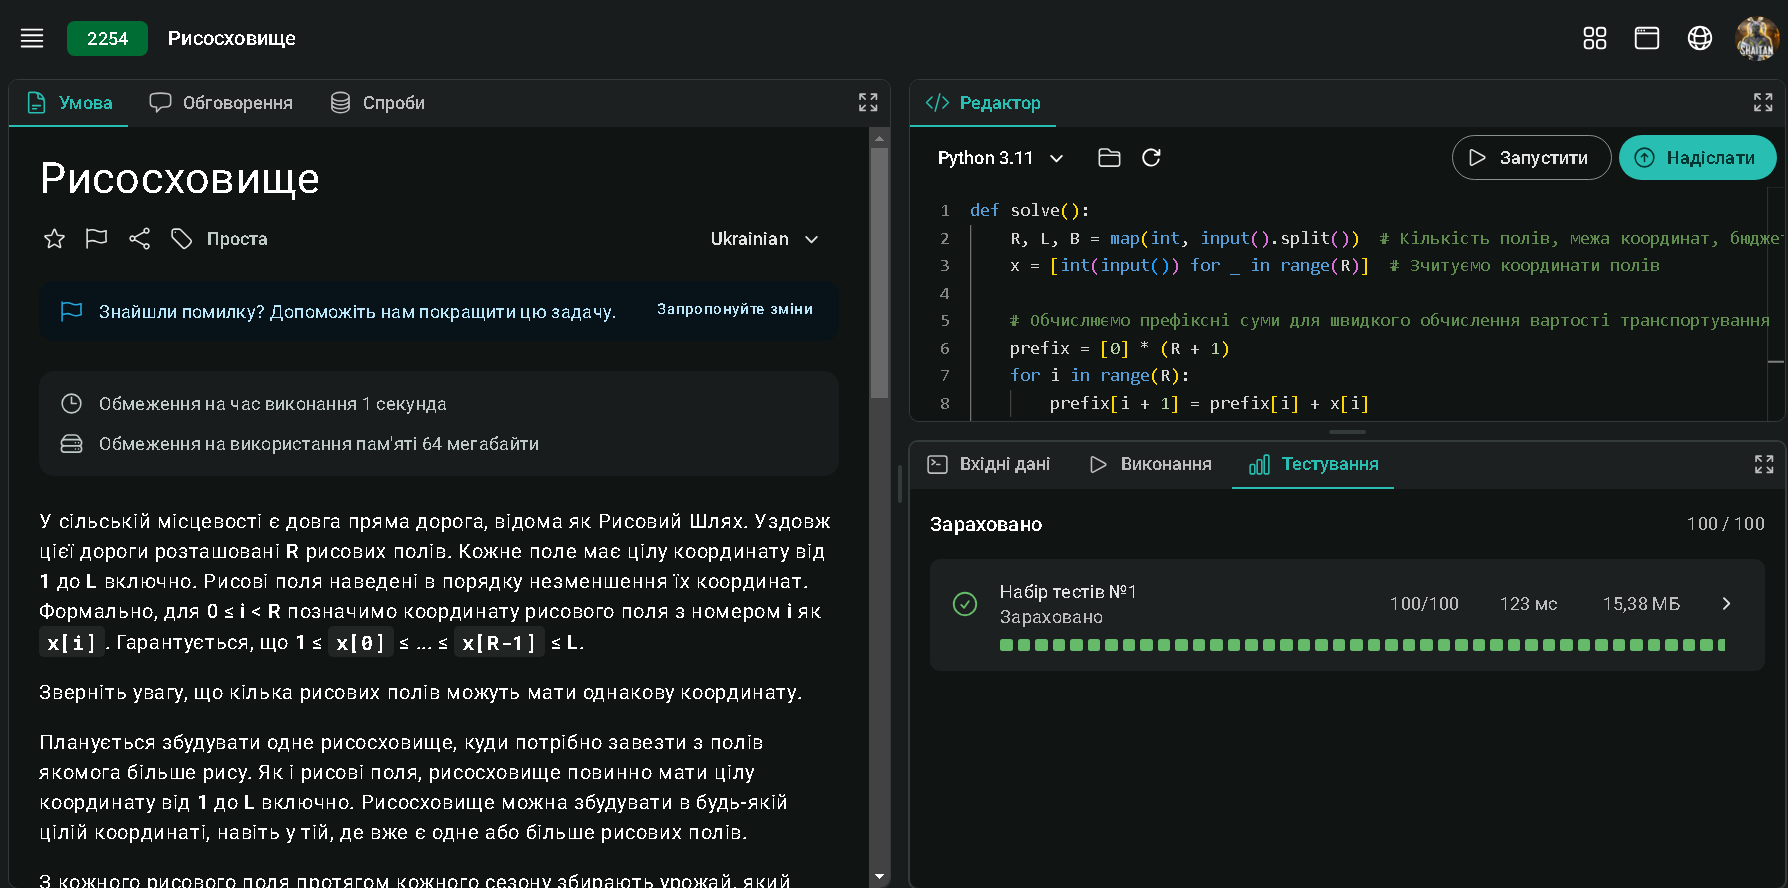 2254 Рисосховище
SHAITAN
Умова Обговорення Спроби
Рисосховище
Проста Ukrainian
Знайшли помилку? Допоможіть нам покращити цю задачу. Запропонуйте зміни
Обмеження на час виконання 1 секунда
Обмеження на використання пам'яті 64 мегабайти
У сільській місцевості є довга пряма дорога, відома як Рисовий Шлях. Уздовж
цієї дороги розташовані R рисових полів. Кожне поле має цілу координату від
1 до L включно. Рисові поля наведені в порядку незменшення їх координат.
Формально, для 0 ≤ i < R позначимо координату рисового поля з номером i як
x[i] . Гарантується, що 1 ≤ x[0] ≤ ... ≤ x[R-1] ≤ L.
Зверніть увагу, що кілька рисових полів можуть мати однакову координату.
Планується збудувати одне рисосховище, куди потрібно завезти з полів
якомога більше рису. Як і рисові поля, рисосховище повинно мати цілу
координату від 1 до L включно. Рисосховище можна збудувати в будь-якій
цілій координаті, навіть у тій, де вже є одне або більше рисових полів.
З кожного рисового поля протягом кожного сезону збирають урожай, який
Редактор
Python 3.11 Запустити Надіслати
1 def solve():
2 R, L, B = map(int, input().split()) # Кількість полів, межа координат, бюджет
3 x = [int(input()) for _ in range(R)] # Зчитуємо координати полів
4
5 # Обчислюємо префіксні суми для швидкого обчислення вартості транспортування
6 prefix = [0] * (R + 1)
7 for i in range(R):
8 prefix[i + 1] = prefix[i] + x[i]
Вхідні дані Виконання Тестування
Зараховано 100 / 100
Набір тестів №1 100/100 123 мс 15,38 МБ
Зараховано